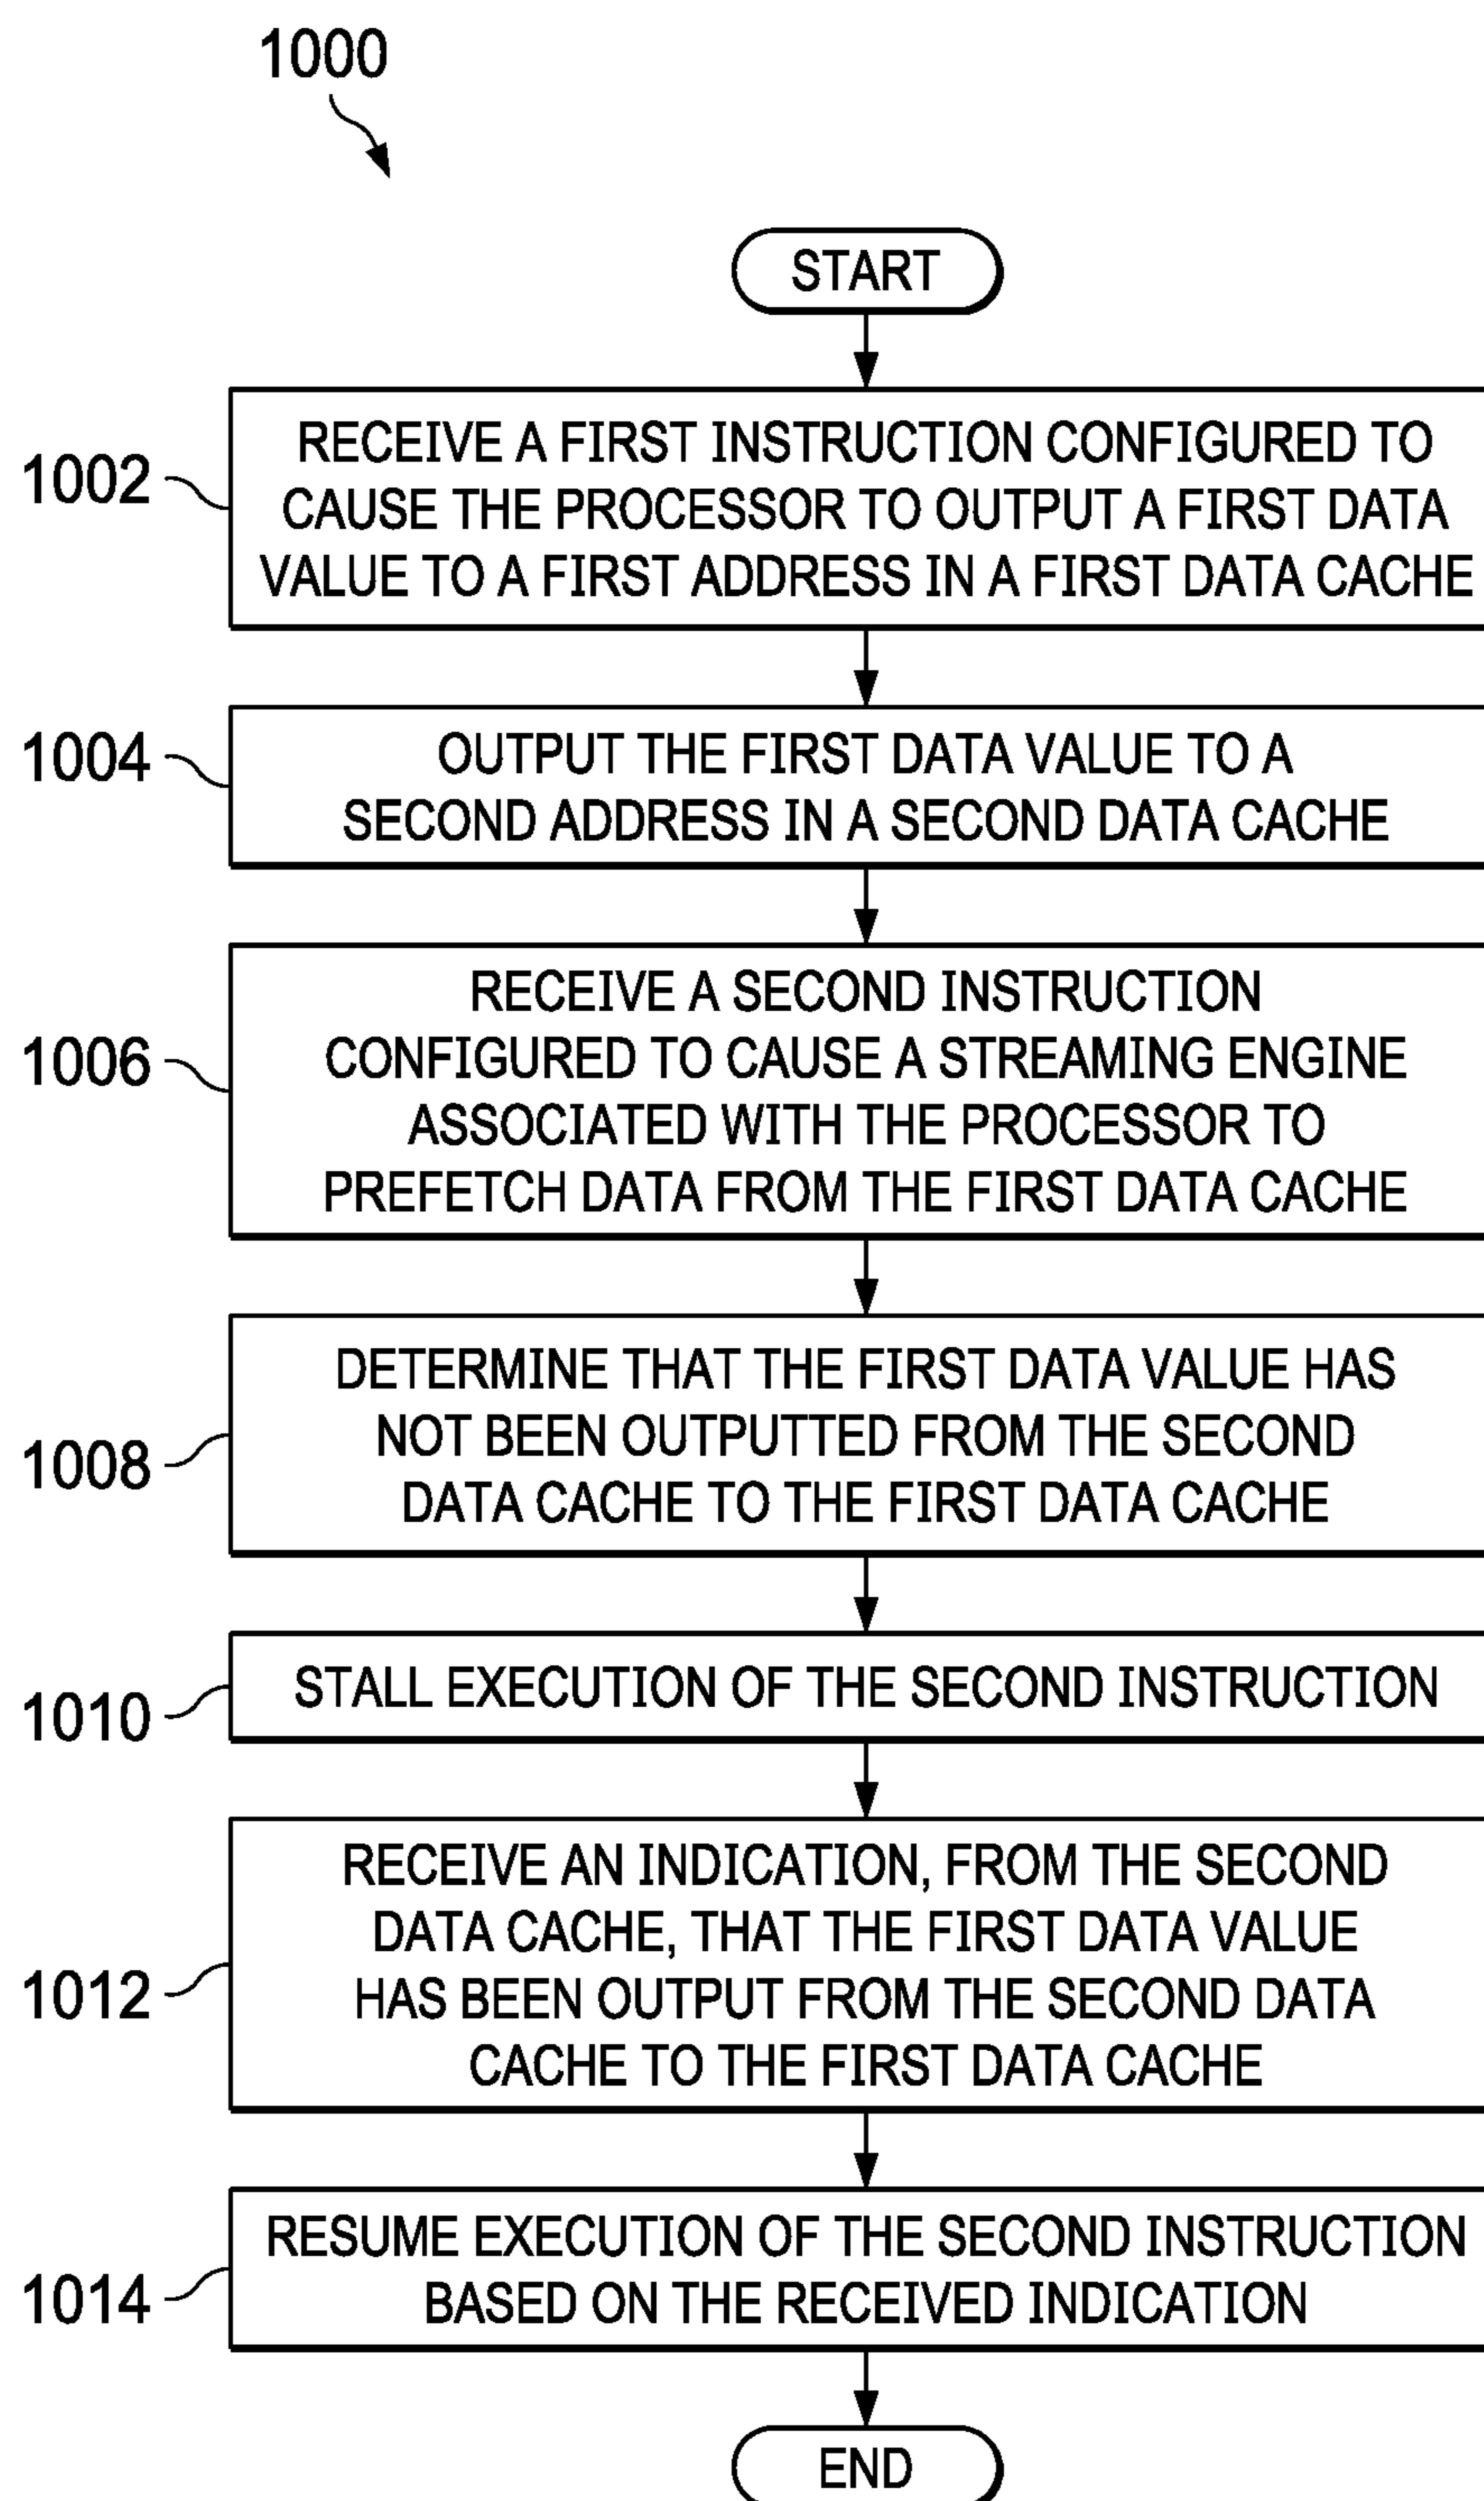 1000
START
1002
RECEIVE A FIRST INSTRUCTION CONFIGURED TO
CAUSE THE PROCESSOR TO OUTPUT A FIRST DATA
VALUE TO A FIRST ADDRESS IN A FIRST DATA CACHE
1004
OUTPUT THE FIRST DATA VALUE TO A
SECOND ADDRESS IN A SECOND DATA CACHE
1006
RECEIVE A SECOND INSTRUCTION
CONFIGURED TO CAUSE A STREAMING ENGINE
ASSOCIATED WITH THE PROCESSOR TO
PREFETCH DATA FROM THE FIRST DATA CACHE
1008
DETERMINE THAT THE FIRST DATA VALUE HAS
NOT BEEN OUTPUTTED FROM THE SECOND
DATA CACHE TO THE FIRST DATA CACHE
1010
STALL EXECUTION OF THE SECOND INSTRUCTION
1012
RECEIVE AN INDICATION, FROM THE SECOND
DATA CACHE, THAT THE FIRST DATA VALUE
HAS BEEN OUTPUT FROM THE SECOND DATA
CACHE TO THE FIRST DATA CACHE
1014
RESUME EXECUTION OF THE SECOND INSTRUCTION
BASED ON THE RECEIVED INDICATION
END